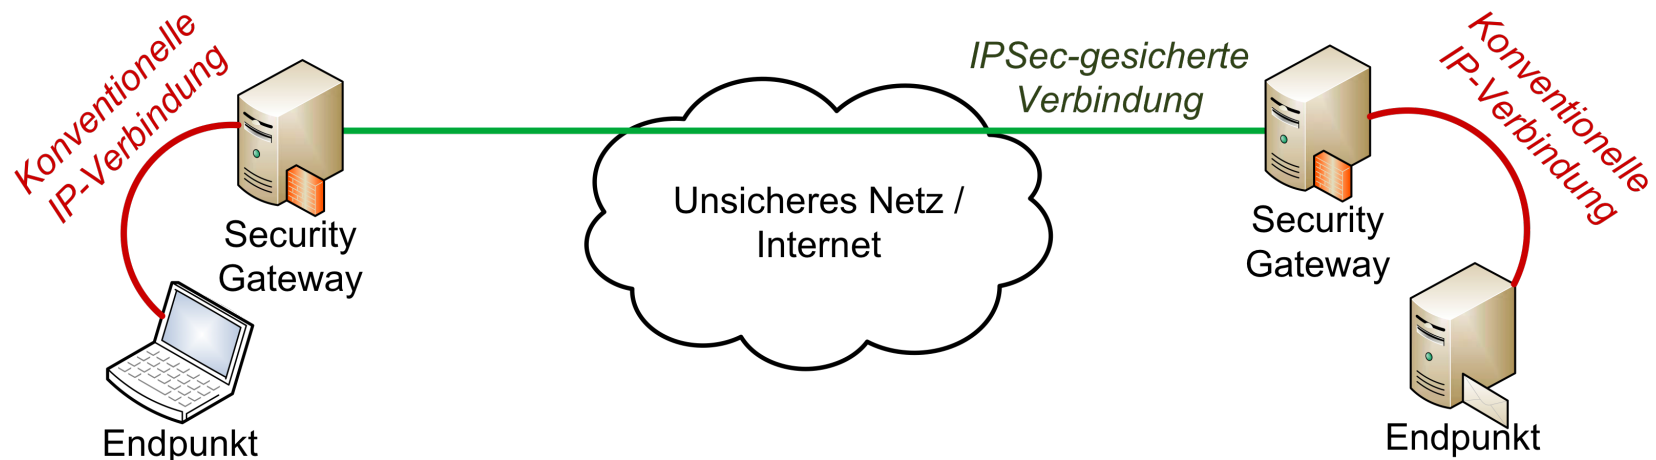 Konventionelle
IP-Verbindung
Security
Gateway
Endpunkt
Unsicheres Netz /
Internet
IPSec-gesicherte
Verbindung
Security
Gateway
Konventionelle
IP-Verbindung
Endpunkt